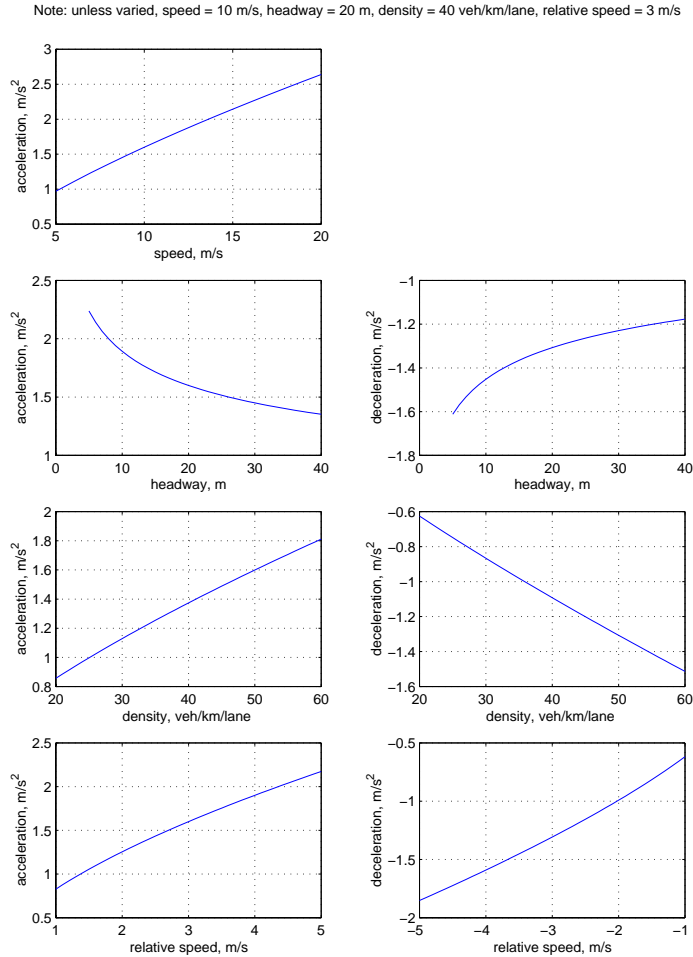 Note: unless varied, speed = 10 m/s, headway = 20 m, density = 40 veh/km/lane, relative speed = 3 m/s
3
2.5
2
1.5
1
0.5
acceleration, m/s²
5 10 15 20
speed, m/s
2.5
2
1.5
1
acceleration, m/s²
0 10 20 30 40
headway, m
−1
−1.2
−1.4
−1.6
−1.8
deceleration, m/s²
0 10 20 30 40
headway, m
2
1.8
1.6
1.4
1.2
1
0.8
acceleration, m/s²
20 30 40 50 60
density, veh/km/lane
−0.6
−0.8
−1
−1.2
−1.4
−1.6
deceleration, m/s²
20 30 40 50 60
density, veh/km/lane
2.5
2
1.5
1
0.5
acceleration, m/s²
1 2 3 4 5
relative speed, m/s
−0.5
−1
−1.5
−2
deceleration, m/s²
−5 −4 −3 −2 −1
relative speed, m/s